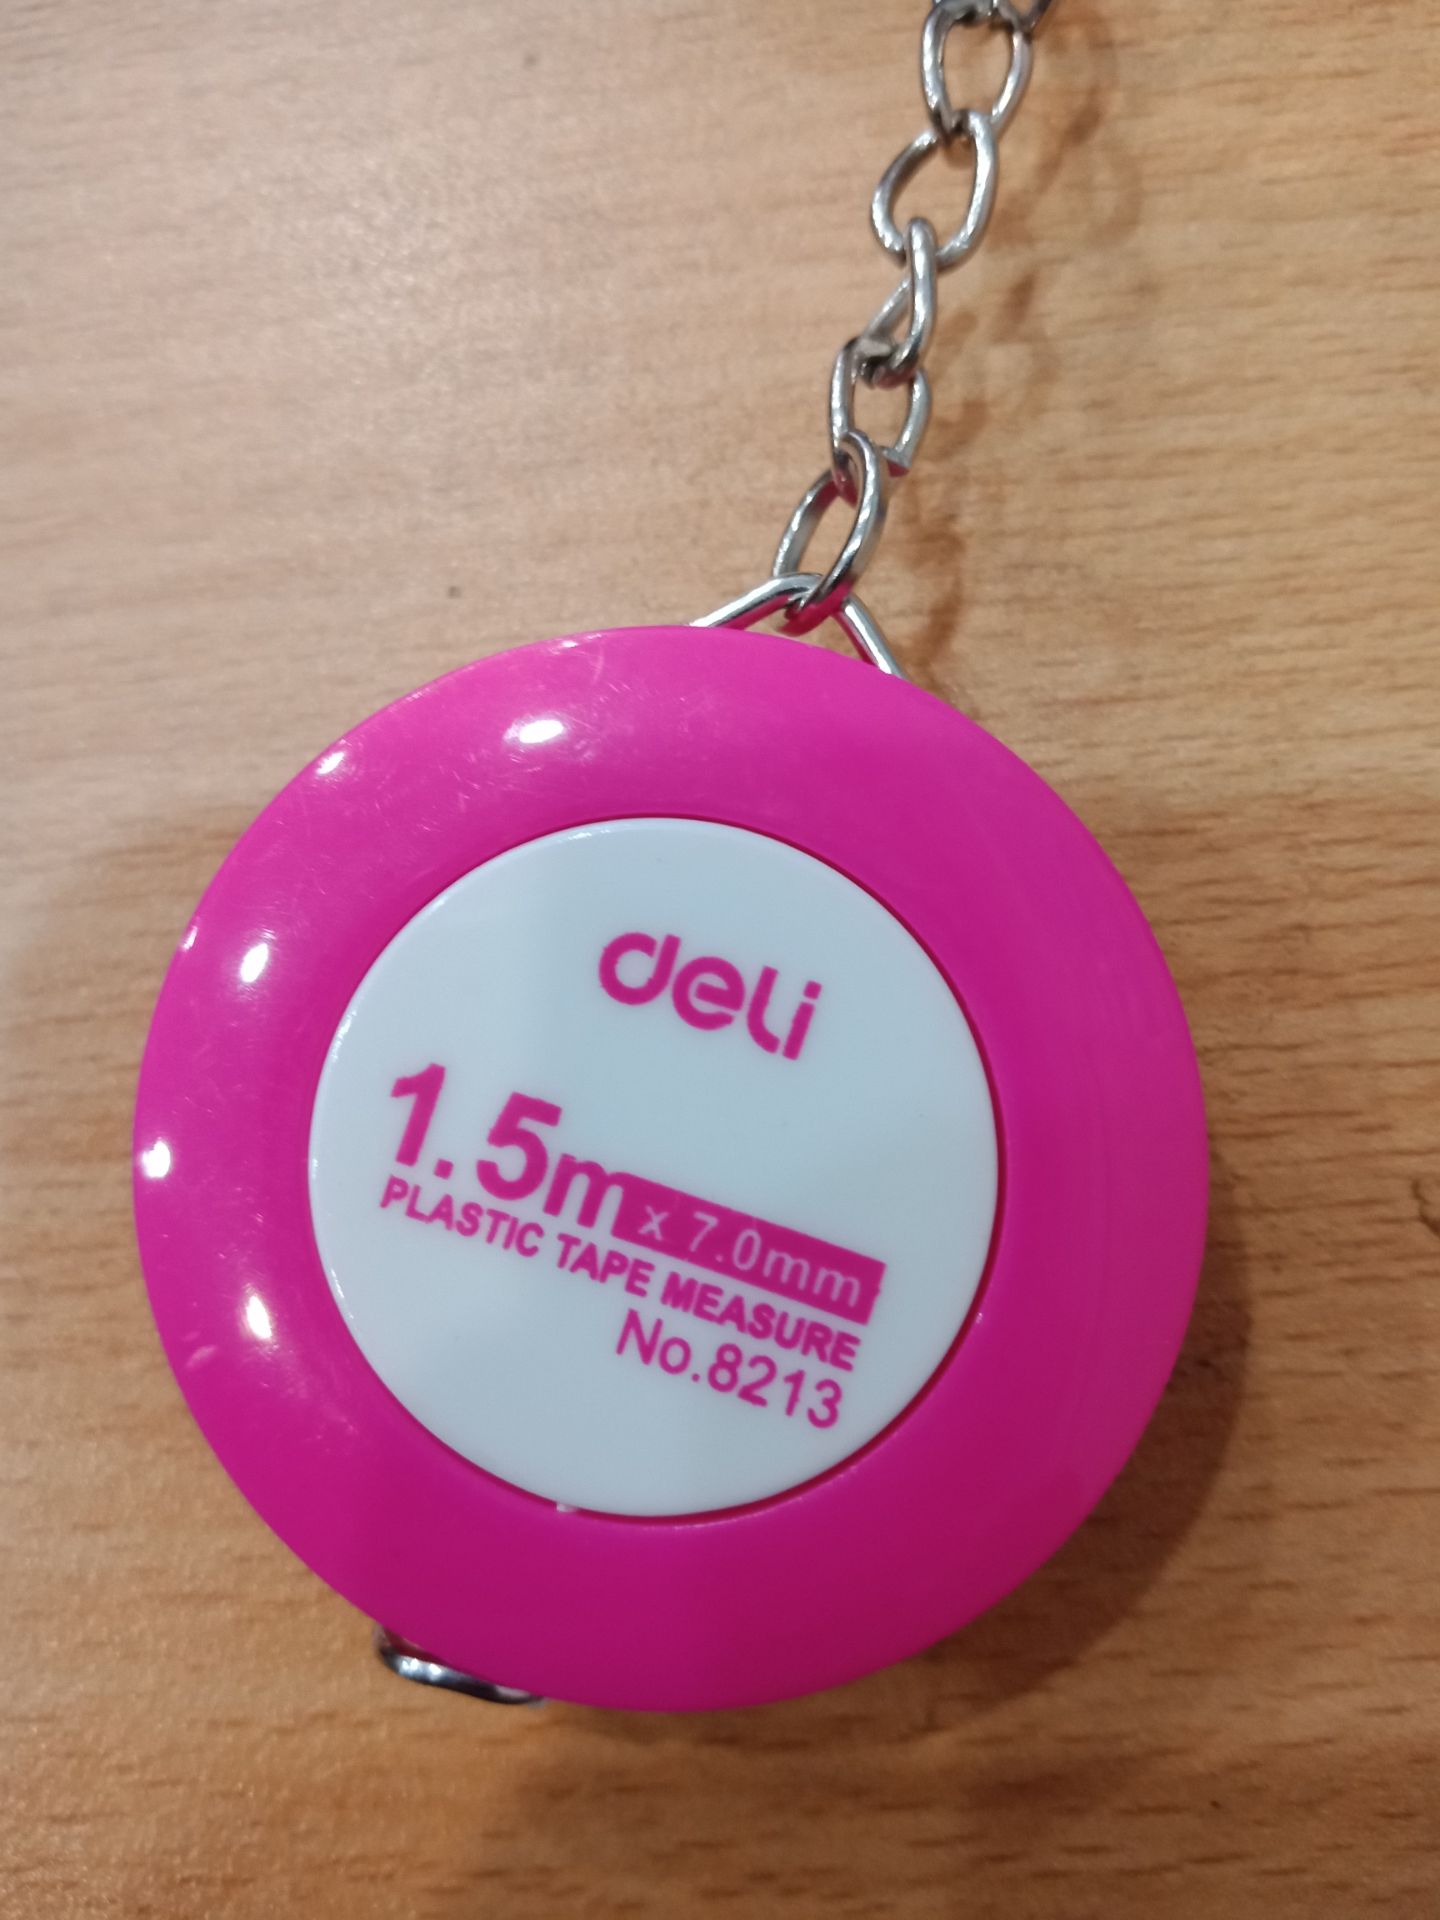 deli
1.5m x 7.0mm
PLASTIC TAPE MEASURE
No.8213